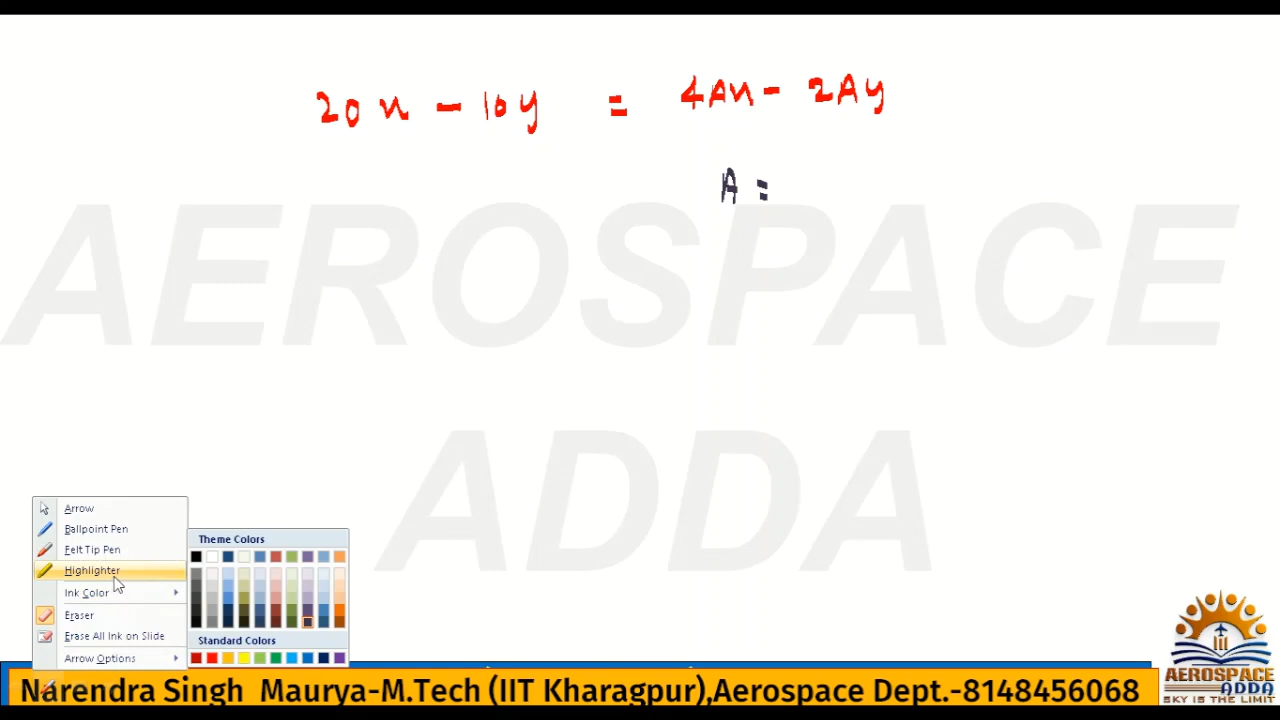 20x - 10y = 4Ax - 2Ay
A =
AEROSPACE
ADDA
Arrow
Ballpoint Pen
Felt Tip Pen
Highlighter
Ink Color
Eraser
Erase All Ink on Slide
Arrow Options
Theme Colors
Standard Colors
Narendra Singh Maurya-M.Tech (IIT Kharagpur),Aerospace Dept.-8148456068
AEROSPACE
ADDA
SKY IS THE LIMIT